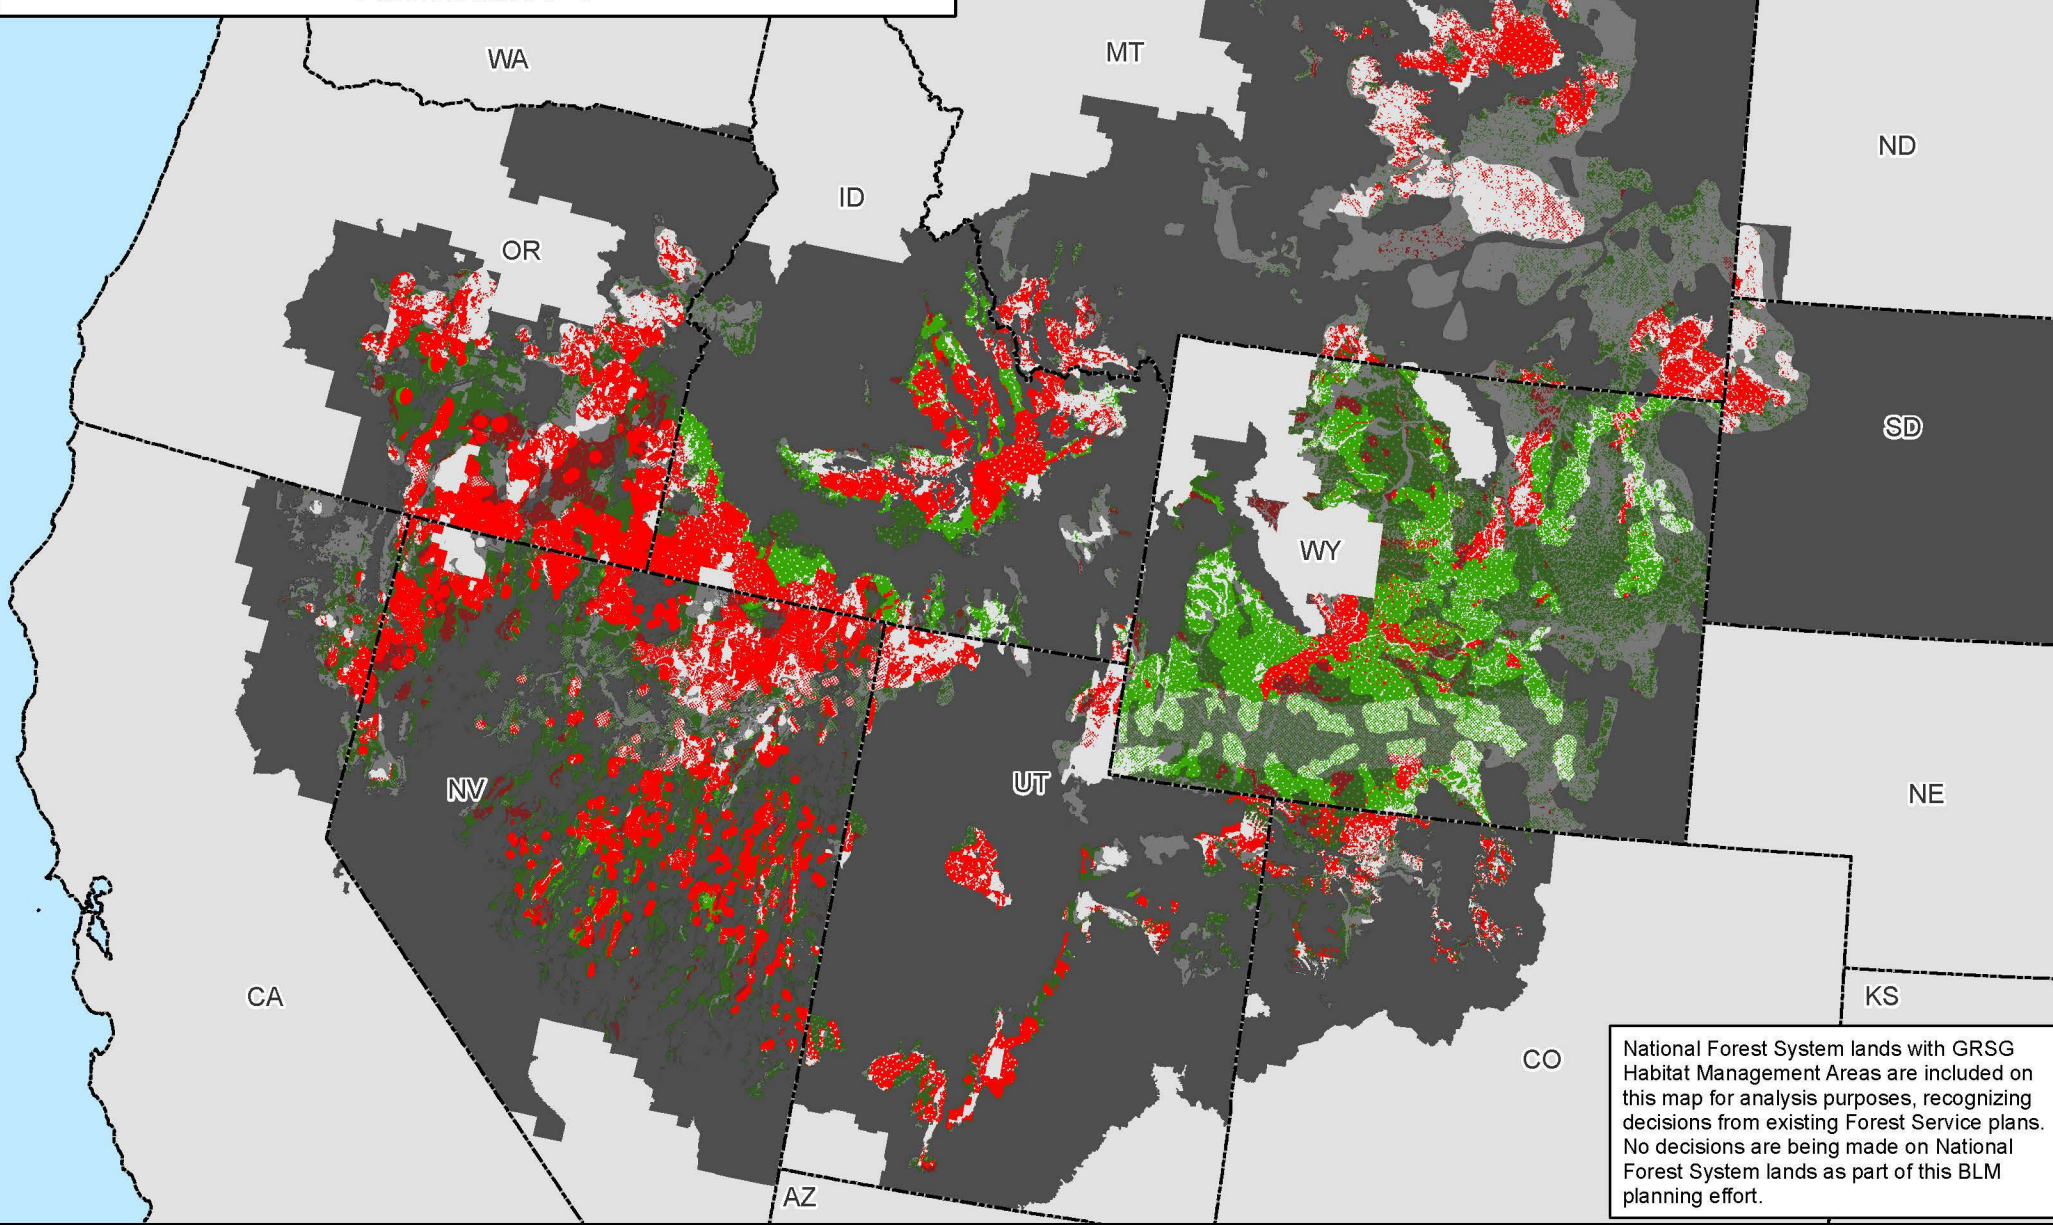 WA
MT
ND
ID
OR
SD
WY
NV
UT
NE
CA
KS
CO
AZ
National Forest System lands with GRSG
Habitat Management Areas are included on
this map for analysis purposes, recognizing
decisions from existing Forest Service plans.
No decisions are being made on National
Forest System lands as part of this BLM
planning effort.